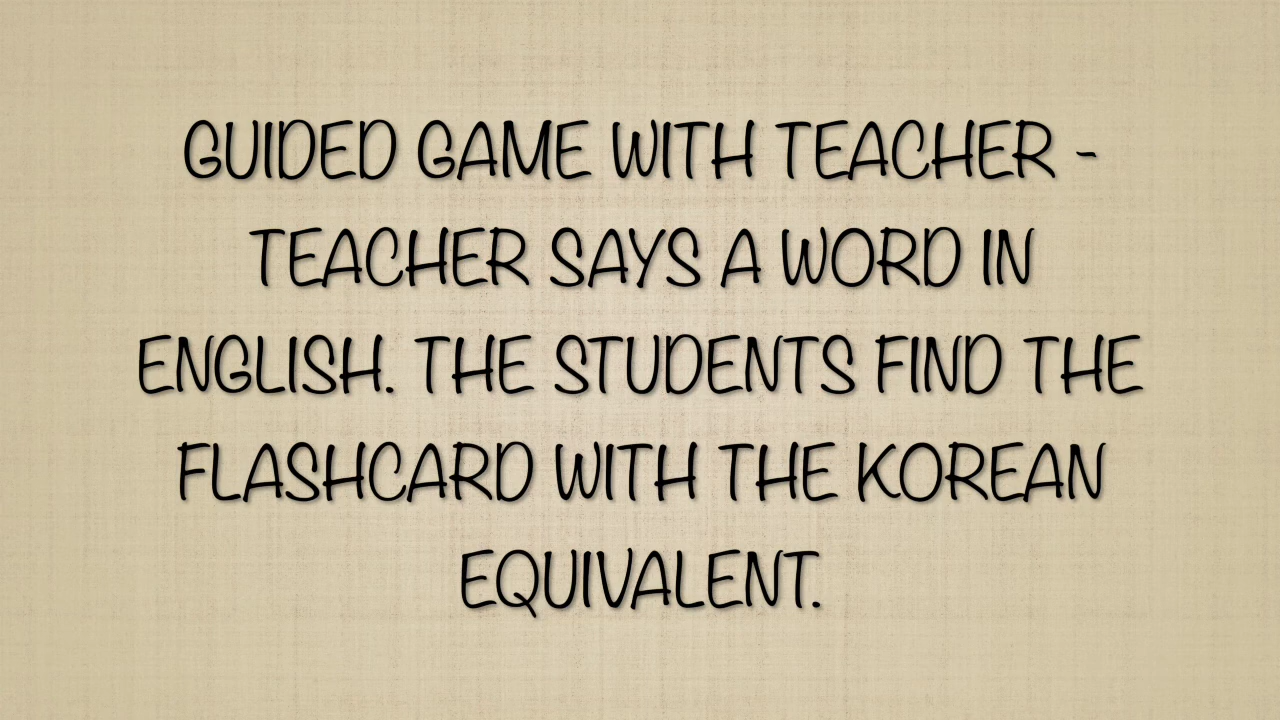 GUIDED GAME WITH TEACHER -
TEACHER SAYS A WORD IN
ENGLISH. THE STUDENTS FIND THE
FLASHCARD WITH THE KOREAN
EQUIVALENT.